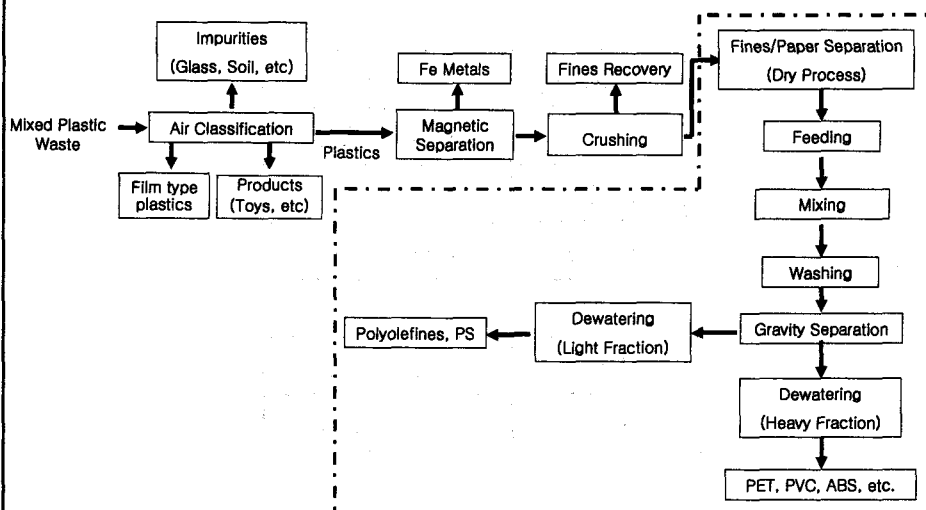 Impurities
(Glass, Soil, etc)
Fe Metals
Fines Recovery
Fines/Paper Separation
(Dry Process)
Mixed Plastic
Waste
Air Classification
Plastics
Magnetic
Separation
Crushing
Feeding
Film type
plastics
Products
(Toys, etc)
Mixing
Washing
Gravity Separation
Dewatering
(Light Fraction)
Polyolefines, PS
Dewatering
(Heavy Fraction)
PET, PVC, ABS, etc.